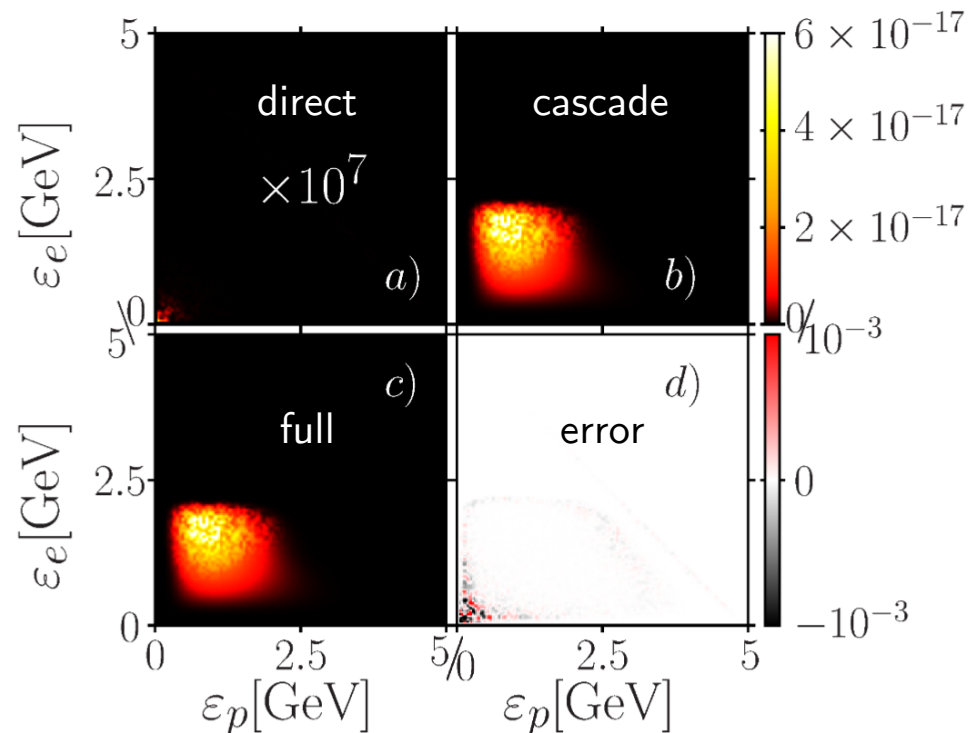 5
direct
×10⁷
a)
2.5
0
εₑ[GeV]
cascade
b)
6 × 10⁻¹⁷
4 × 10⁻¹⁷
2 × 10⁻¹⁷
0
5
c)
full
2.5
0
εₑ[GeV]
d)
error
10⁻³
0
−10⁻³
0
2.5
5
0
2.5
5
εₚ[GeV]
εₚ[GeV]